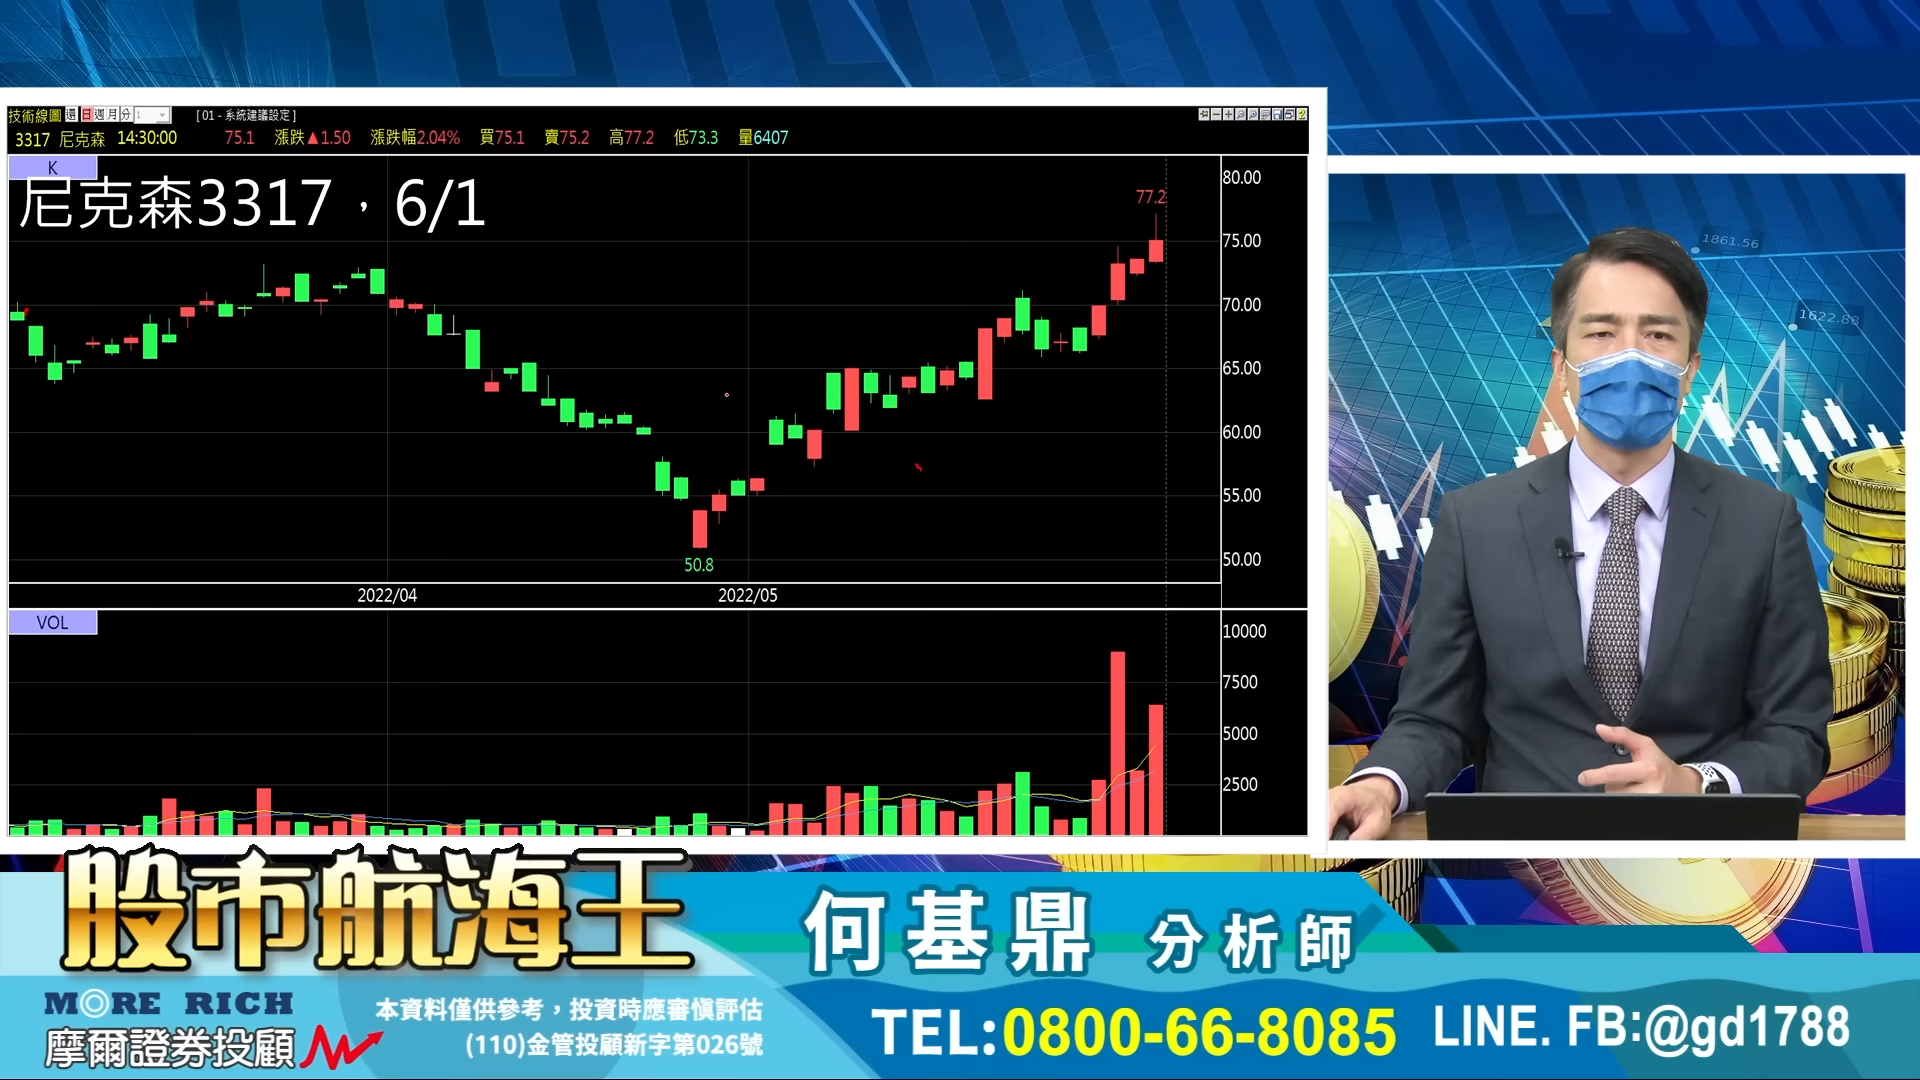 技術線圖 還 日 週 月 分 1 [ 01 - 系統建議設定 ]
3317 尼克森 14:30:00 75.1 漲跌▲1.50 漲跌幅2.04% 買75.1 賣75.2 高77.2 低73.3 量6407
K
尼克森3317，6/1
80.00
77.2
75.00
70.00
65.00
60.00
55.00
50.8
50.00
2022/04
2022/05
VOL
10000
7500
5000
2500
1861.56
1622.88
股市航海王
何基鼎 分析師
MORE RICH
摩爾證券投顧
本資料僅供參考，投資時應審慎評估
(110)金管投顧新字第026號
TEL:0800-66-8085
LINE. FB:@gd1788